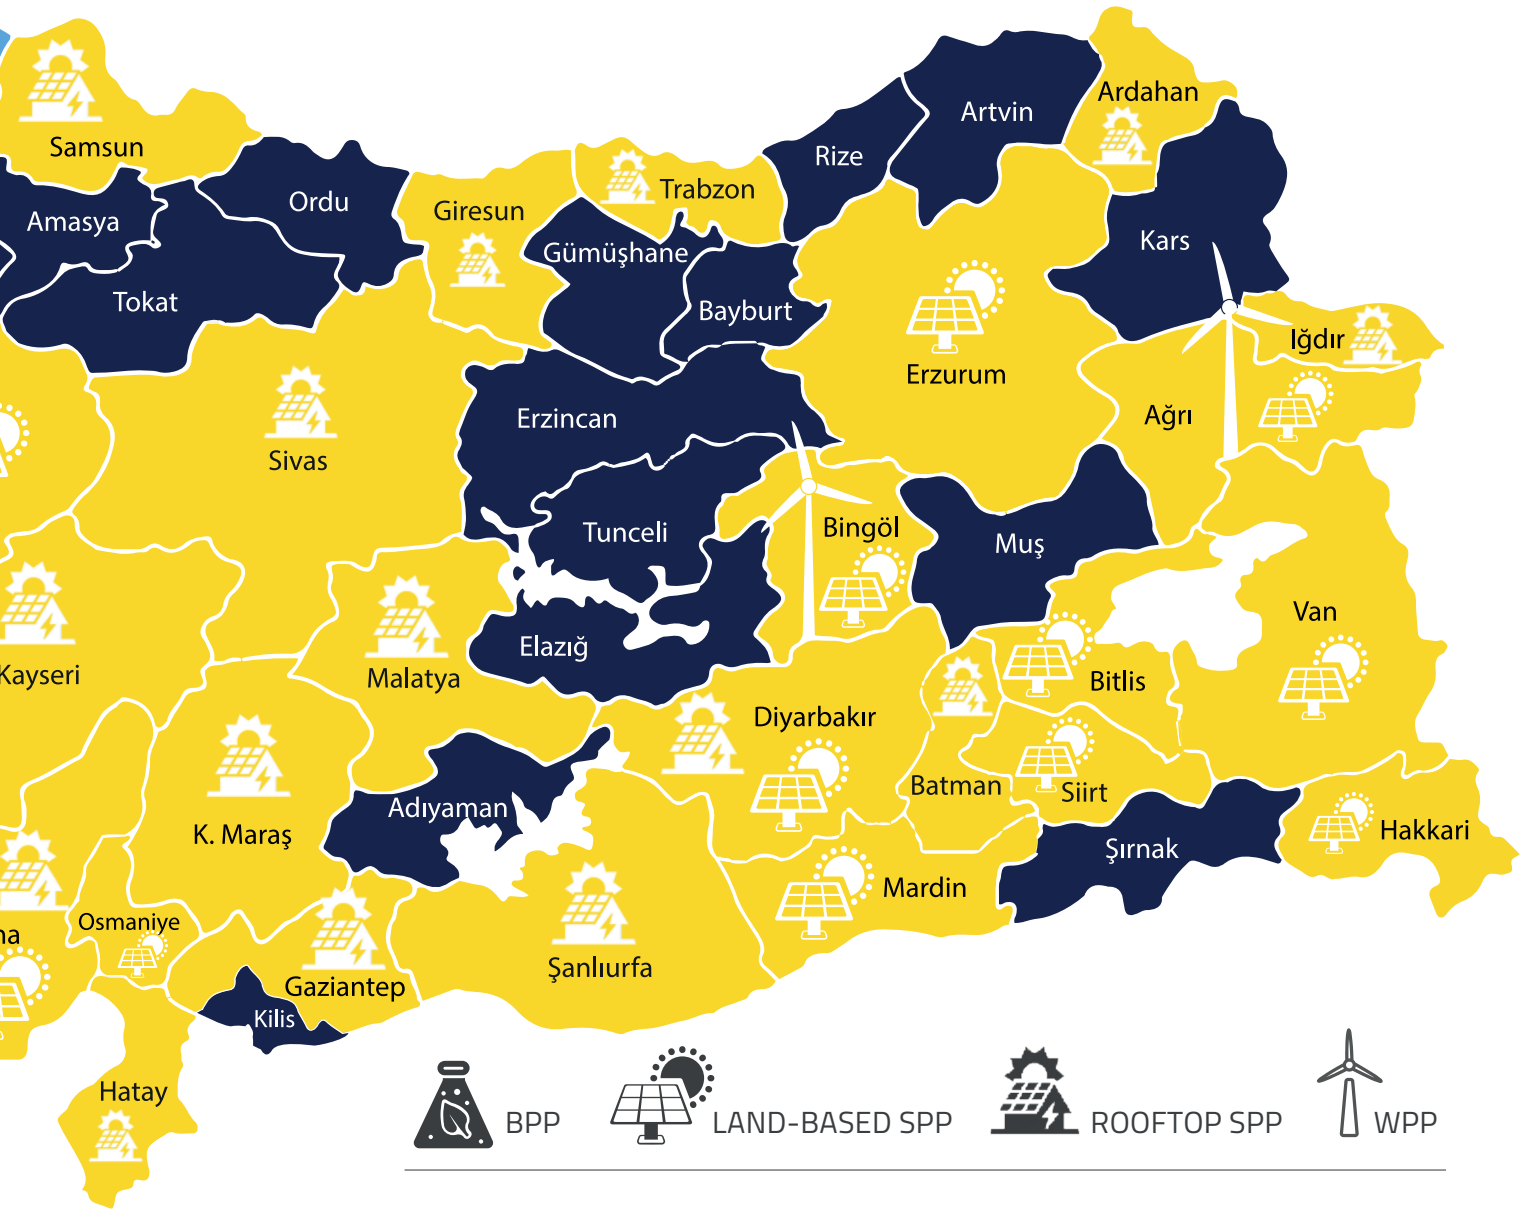 Ardahan
Artvin
Samsun
Rize
Trabzon
Ordu
Giresun
Amasya
Kars
Gümüşhane
Tokat
Bayburt
Iğdır
Erzurum
Ağrı
Erzincan
Sivas
Bingöl
Tunceli
Muş
Van
Elazığ
Kayseri
Malatya
Bitlis
Diyarbakır
Batman
Siirt
Adıyaman
K. Maraş
Hakkari
Şırnak
Mardin
Osmaniye
na
Şanlıurfa
Gaziantep
Kilis
Hatay
BPP
LAND-BASED SPP
ROOFTOP SPP
WPP